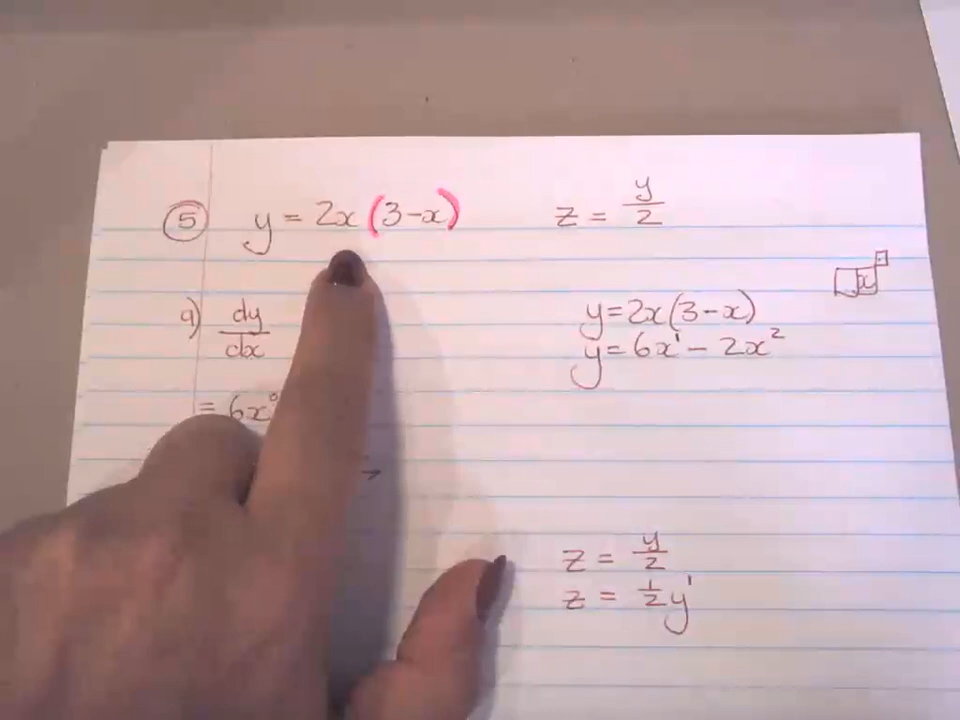 ⑤ y = 2x(3-x)
z = y/2
□x^□
a) dy/dx
y=2x(3-x)
y=6x¹-2x²
= 6x⁰
→
z = y/2
z = ½y¹